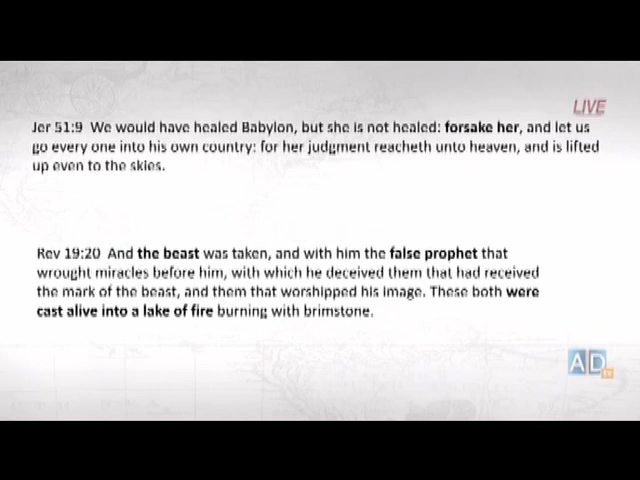 LIVE
Jer 51:9 We would have healed Babylon, but she is not healed: forsake her, and let us
go every one into his own country: for her judgment reacheth unto heaven, and is lifted
up even to the skies.
Rev 19:20 And the beast was taken, and with him the false prophet that
wrought miracles before him, with which he deceived them that had received
the mark of the beast, and them that worshipped his image. These both were
cast alive into a lake of fire burning with brimstone.
AD
tv